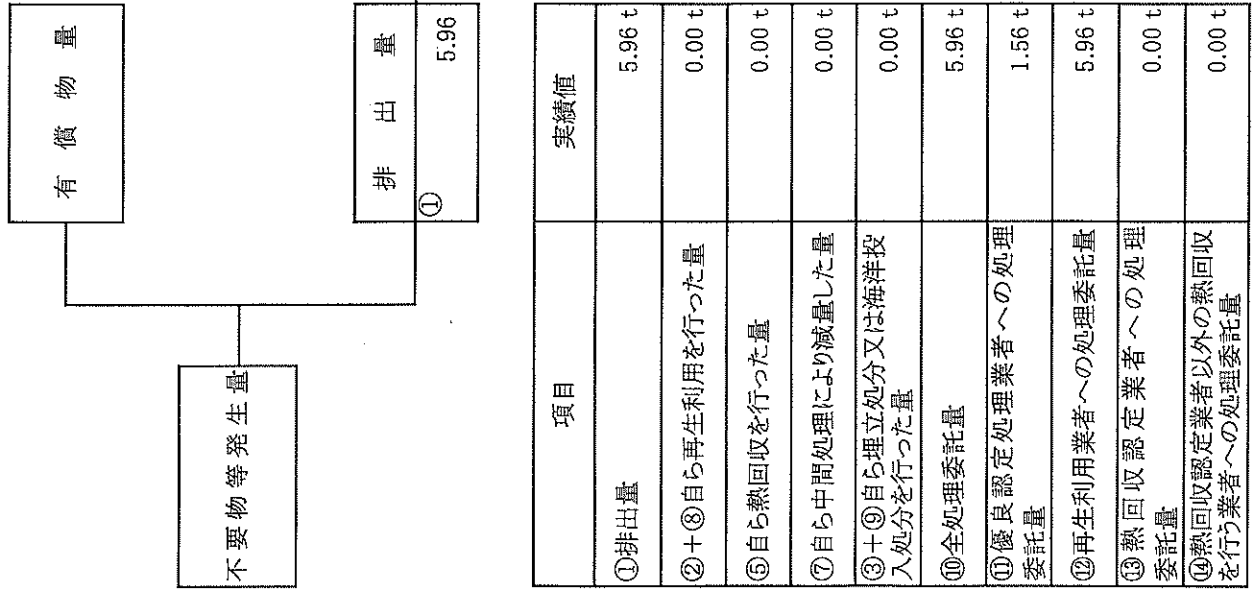 有償物量
不要物等発生量
排出量
①
5.96
項目 実績値
①排出量 5.96 t
②+⑧自ら再生利用を行った量 0.00 t
⑤自ら熱回収を行った量 0.00 t
⑦自ら中間処理により減量した量 0.00 t
③+⑨自ら埋立処分又は海洋投
入処分を行った量 0.00 t
⑩全処理委託量 5.96 t
⑪優良認定処理業者への処理
委託量 1.56 t
⑫再生利用業者への処理委託量 5.96 t
⑬熱回収認定業者への処理
委託量 0.00 t
⑭熱回収認定業者以外の熱回収
を行う業者への処理委託量 0.00 t